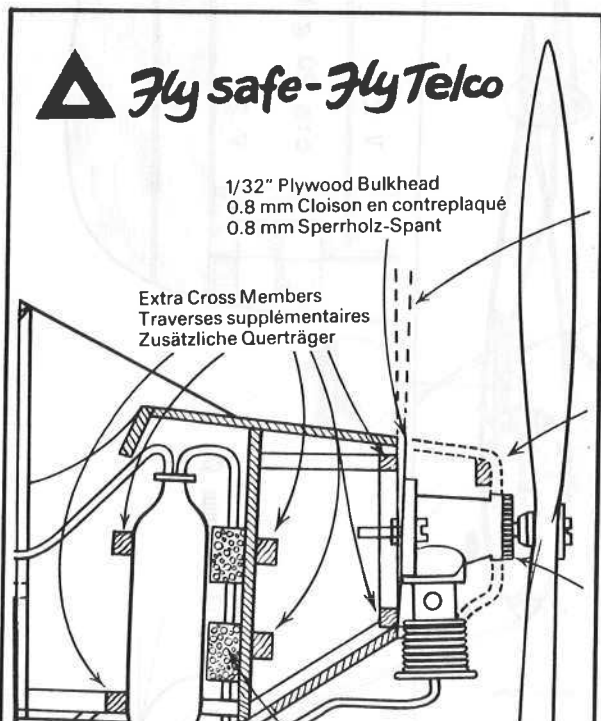 Fly safe-Fly Telco
1/32" Plywood Bulkhead
0.8 mm Cloison en contreplaqué
0.8 mm Sperrholz-Spant
Extra Cross Members
Traverses supplémentaires
Zusätzliche Querträger